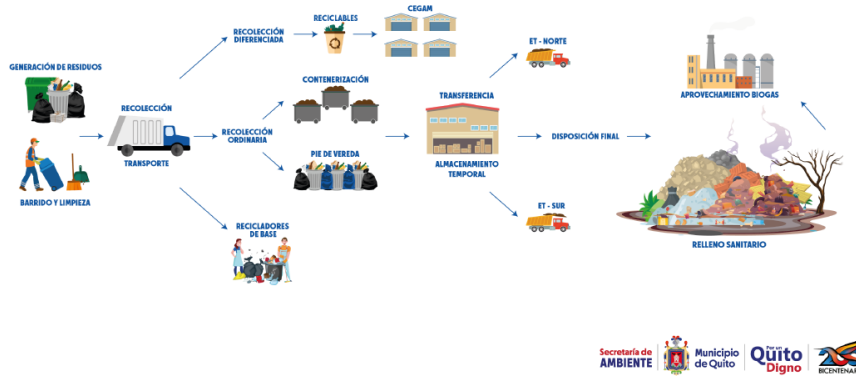 GENERACIÓN DE RESIDUOS
BARRIDO Y LIMPIEZA
RECOLECCIÓN
TRANSPORTE
RECOLECCIÓN
DIFERENCIADA
RECICLABLES
CEGAM
RECOLECCIÓN
ORDINARIA
CONTENERIZACIÓN
PIE DE VEREDA
RECICLADORES
DE BASE
TRANSFERENCIA
ALMACENAMIENTO
TEMPORAL
ET - NORTE
ET - SUR
DISPOSICIÓN FINAL
APROVECHAMIENTO BIOGAS
RELLENO SANITARIO
Secretaría de
AMBIENTE
Municipio
de Quito
Por un
Quito
Digno
BICENTENAR